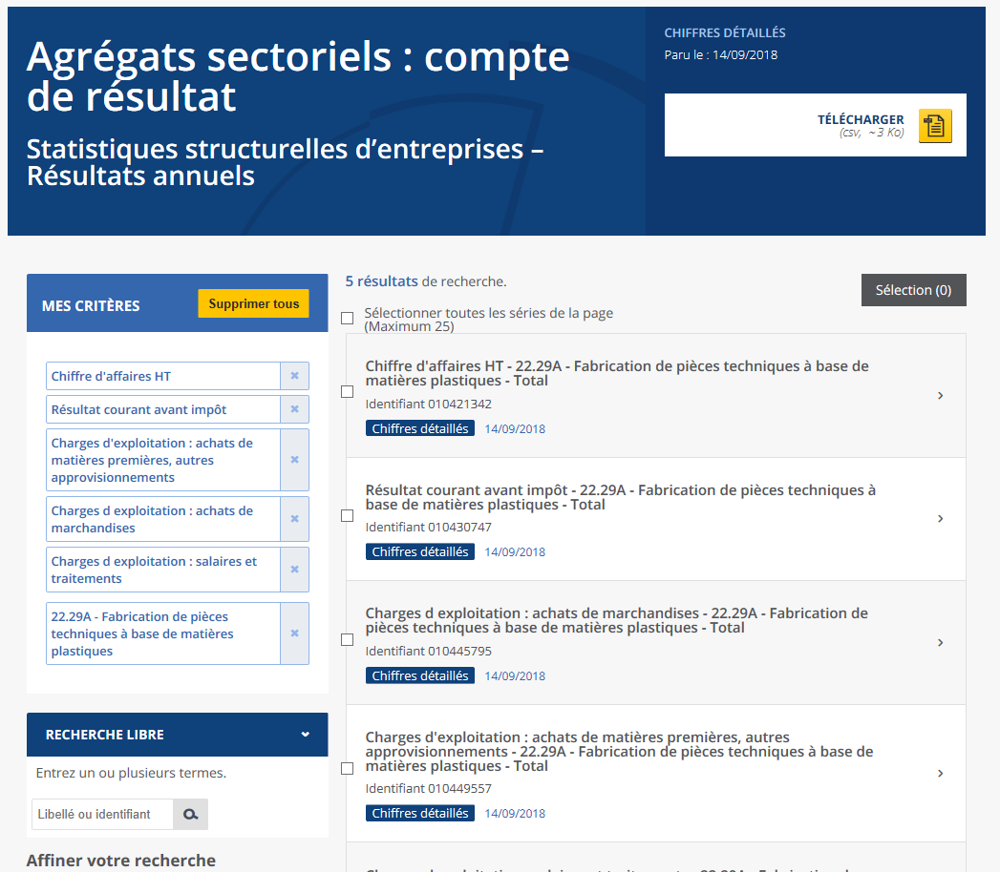 Agrégats sectoriels : compte
de résultat
Statistiques structurelles d’entreprises –
Résultats annuels
CHIFFRES DÉTAILLÉS
Paru le : 14/09/2018
TÉLÉCHARGER
(csv, ~ 3 Ko)
MES CRITÈRES
Supprimer tous
Chiffre d'affaires HT
Résultat courant avant impôt
Charges d'exploitation : achats de
matières premières, autres
approvisionnements
Charges d exploitation : achats de
marchandises
Charges d exploitation : salaires et
traitements
22.29A - Fabrication de pièces
techniques à base de matières
plastiques
RECHERCHE LIBRE
Entrez un ou plusieurs termes.
Libellé ou identifiant
Affiner votre recherche
5 résultats de recherche.
Sélection (0)
Sélectionner toutes les séries de la page
(Maximum 25)
Chiffre d'affaires HT - 22.29A - Fabrication de pièces techniques à base de
matières plastiques - Total
Identifiant 010421342
Chiffres détaillés 14/09/2018
Résultat courant avant impôt - 22.29A - Fabrication de pièces techniques à
base de matières plastiques - Total
Identifiant 010430747
Chiffres détaillés 14/09/2018
Charges d exploitation : achats de marchandises - 22.29A - Fabrication de
pièces techniques à base de matières plastiques - Total
Identifiant 010445795
Chiffres détaillés 14/09/2018
Charges d'exploitation : achats de matières premières, autres
approvisionnements - 22.29A - Fabrication de pièces techniques à base de
matières plastiques - Total
Identifiant 010449557
Chiffres détaillés 14/09/2018